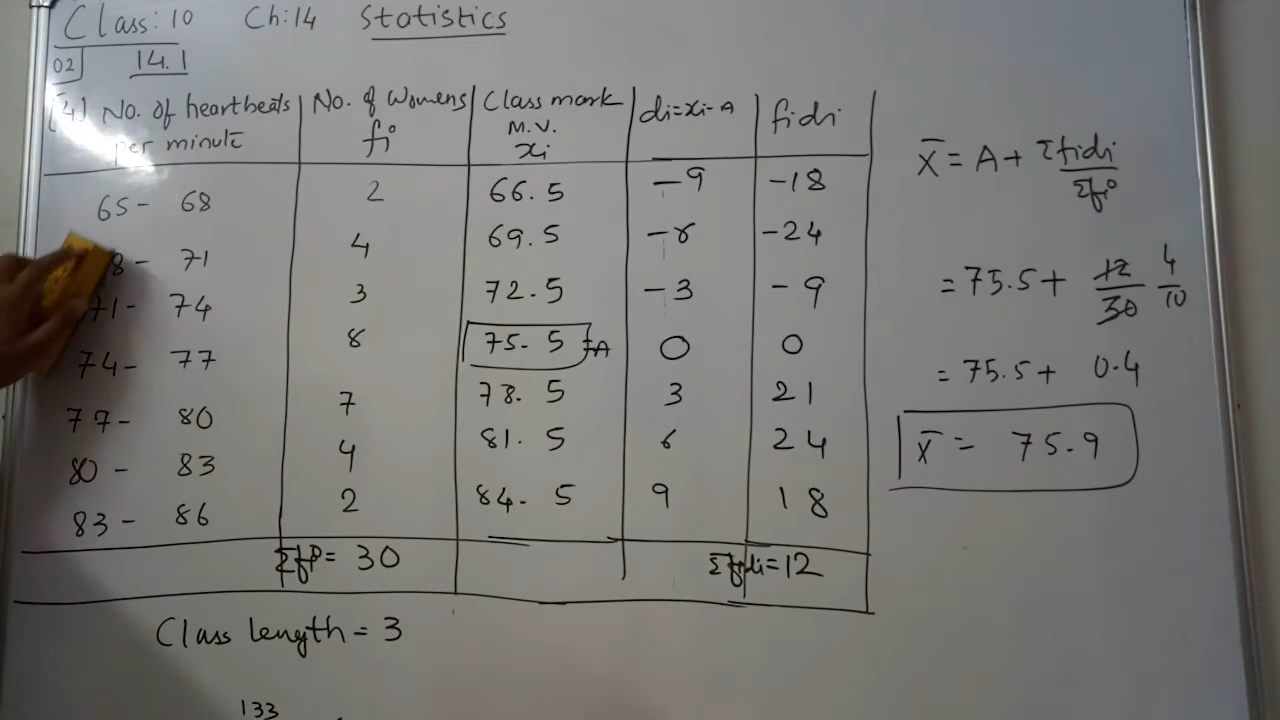 Class: 10 Ch: 14 Statistics
02 14.1
(4) No. of heartbeats per minute
No. of Womens fi
Class mark M.V. xi
di=xi-A
fidi
65- 68 2 66.5 -9 -18
8- 71 4 69.5 -6 -24
71- 74 3 72.5 -3 -9
74- 77 8 75.5 =A 0 0
77- 80 7 78.5 3 21
80- 83 4 81.5 6 24
83- 86 2 84.5 9 18
Σfi= 30 Σfidi=12
Class length = 3
133
x̄ = A + Σfidi/Σfi
= 75.5+ 12/30 4/10
= 75.5+ 0.4
x̄ = 75.9